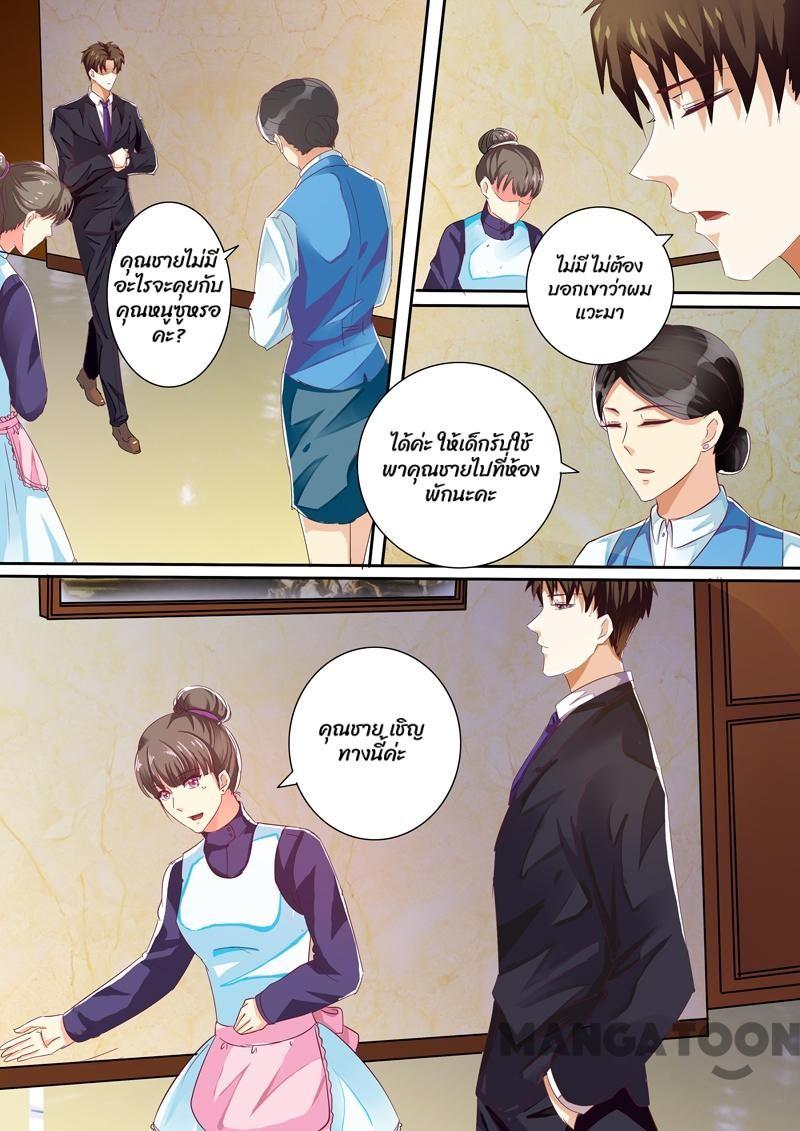 คุณชายไม่มี
อะไรจะคุยกับ
คุณหนูซูหรอ
คะ?
ไม่มี ไม่ต้อง
บอกเขาว่าผม
แวะมา
ได้ค่ะ ให้เด็กรับใช้
พาคุณชายไปที่ห้อง
พักนะคะ
คุณชาย เชิญ
ทางนี้ค่ะ
MANGATOON